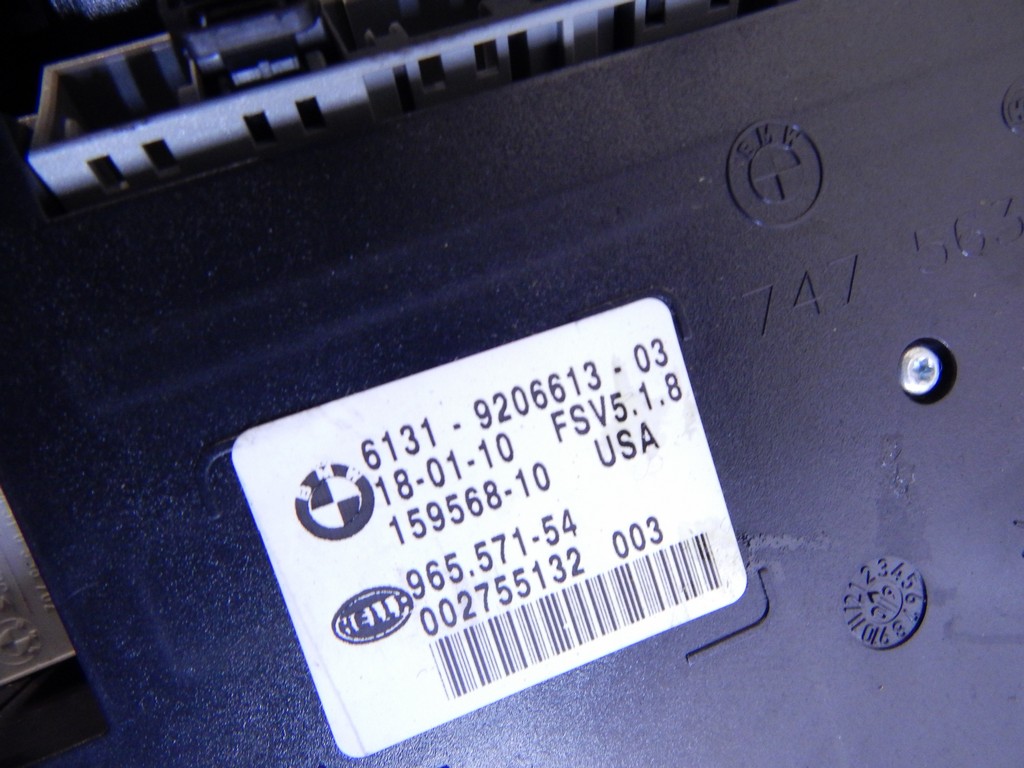 BMW
747 563
6131 - 9206613 - 03
18-01-10 FSV5.1.8
159568-10 USA
BMW
965.571-54
HELLA
002755132 003